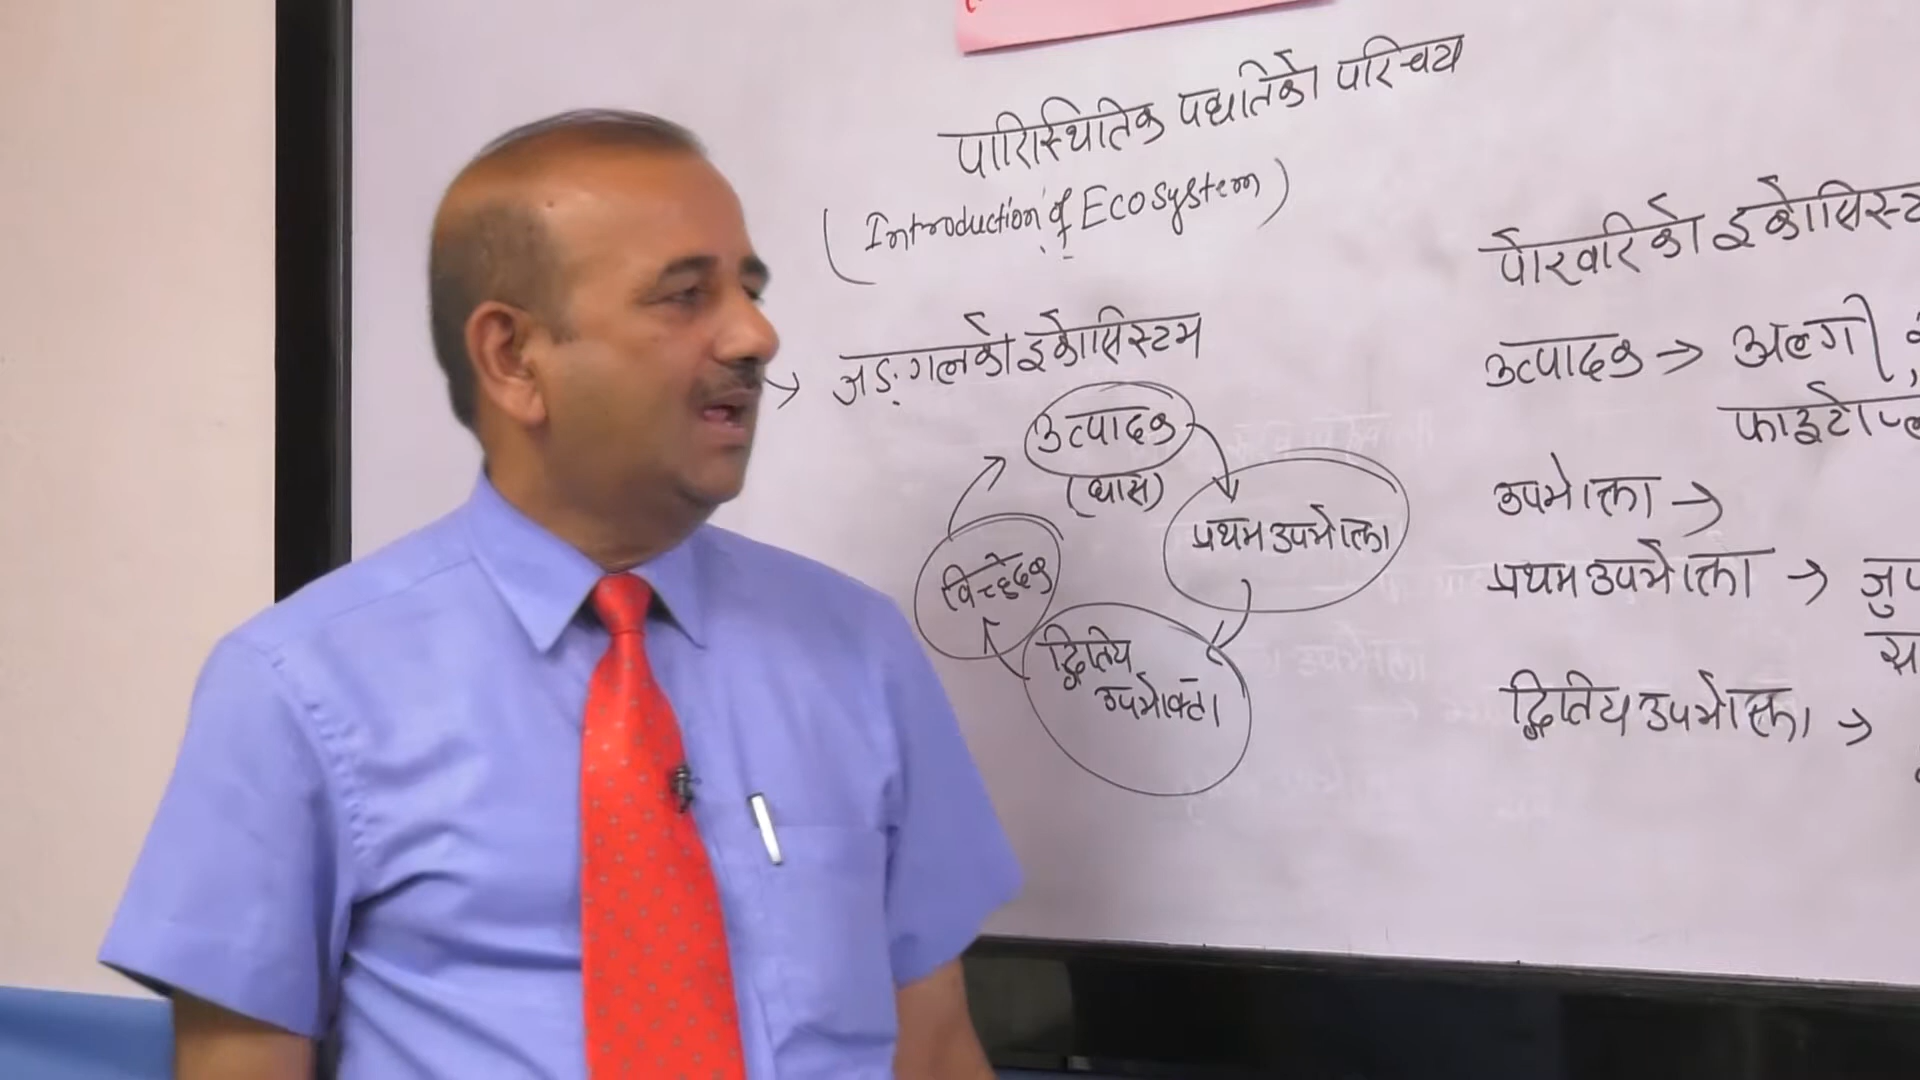 पारिस्थितिक पद्धतिको परिचय
(Introduction of Ecosystem)
→ जङ्गलको इकोसिस्टम
उत्पादक
(घास)
प्रथम उपभोक्ता
द्वितिय
उपभोक्ता
विच्छेदक
पोखरिको इकोसिस्ट
उत्पादक → अल्गी,
फाइटोप्ल
उपभोक्ता →
प्रथम उपभोक्ता →
द्वितिय उपभोक्ता →